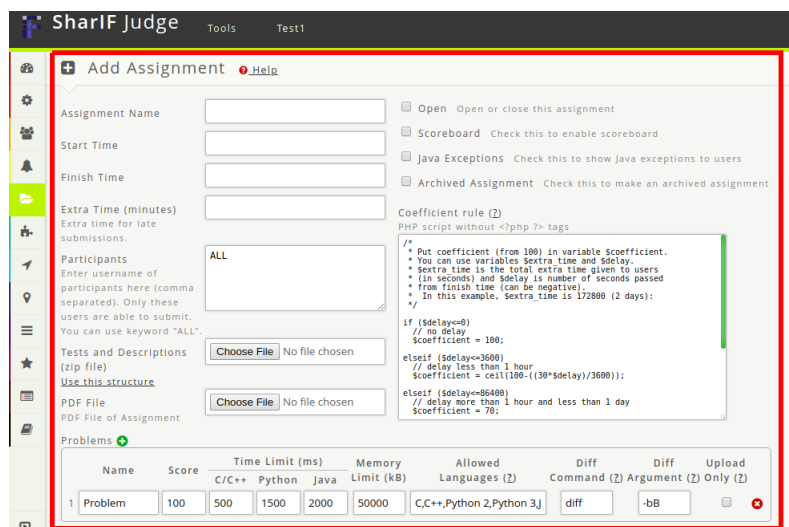 SharIF Judge Tools Test1
Add Assignment Help
Assignment Name
Start Time
Finish Time
Extra Time (minutes)
Extra time for late
submissions.
Participants
Enter username of
participants here (comma
separated). Only these
users are able to submit.
You can use keyword "ALL".
ALL
Tests and Descriptions
(zip file)
Use this structure
Choose File No file chosen
PDF File
PDF File of Assignment
Choose File No file chosen
Open Open or close this assignment
Scoreboard Check this to enable scoreboard
Java Exceptions Check this to show Java exceptions to users
Archived Assignment Check this to make an archived assignment
Coefficient rule (?)
PHP script without <?php ?> tags
/*
* Put coefficient (from 100) in variable $coefficient.
* You can use variables $extra_time and $delay.
* $extra_time is the total extra time given to users
* (in seconds) and $delay is number of seconds passed
* from finish time (can be negative).
* In this example, $extra_time is 172800 (2 days):
*/
if ($delay<=0)
// no delay
$coefficient = 100;
elseif ($delay<=3600)
// delay less than 1 hour
$coefficient = ceil(100-((30*$delay)/3600));
elseif ($delay<=86400)
// delay more than 1 hour and less than 1 day
$coefficient = 70;
Problems
Name Score Time Limit (ms) Memory Limit (kB) Allowed Languages (?) Diff Command (?) Diff Argument (?) Upload Only (?)
C/C++ Python Java
1 Problem 100 500 1500 2000 50000 C,C++,Python 2,Python 3,J diff -bB